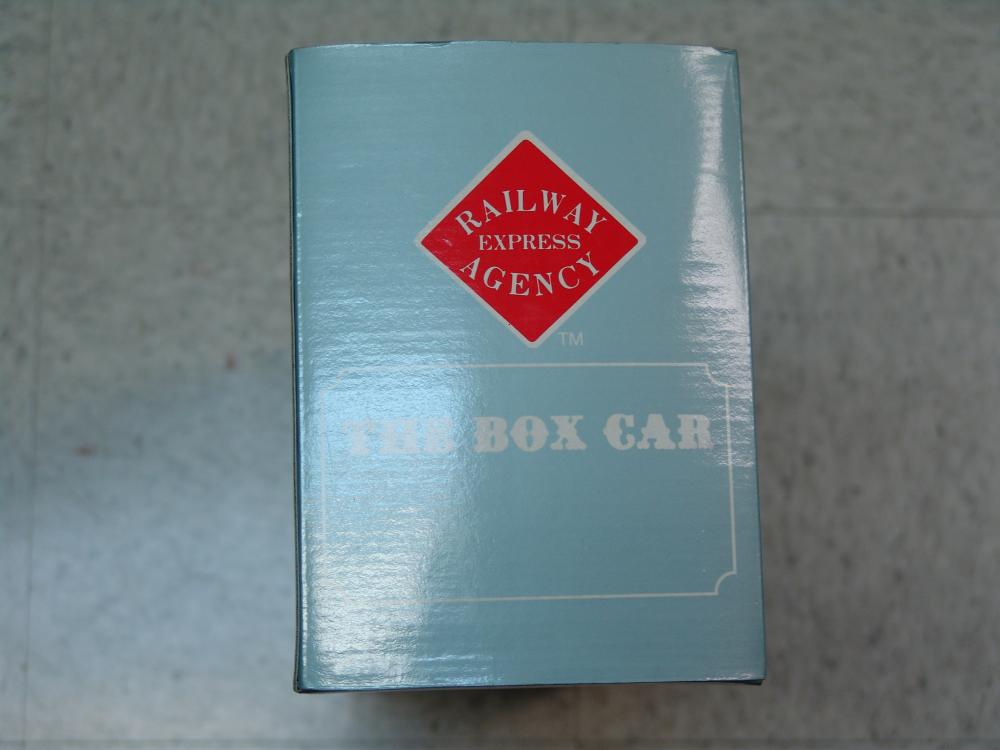 RAILWAY
EXPRESS
AGENCY
TM
THE BOX CAR